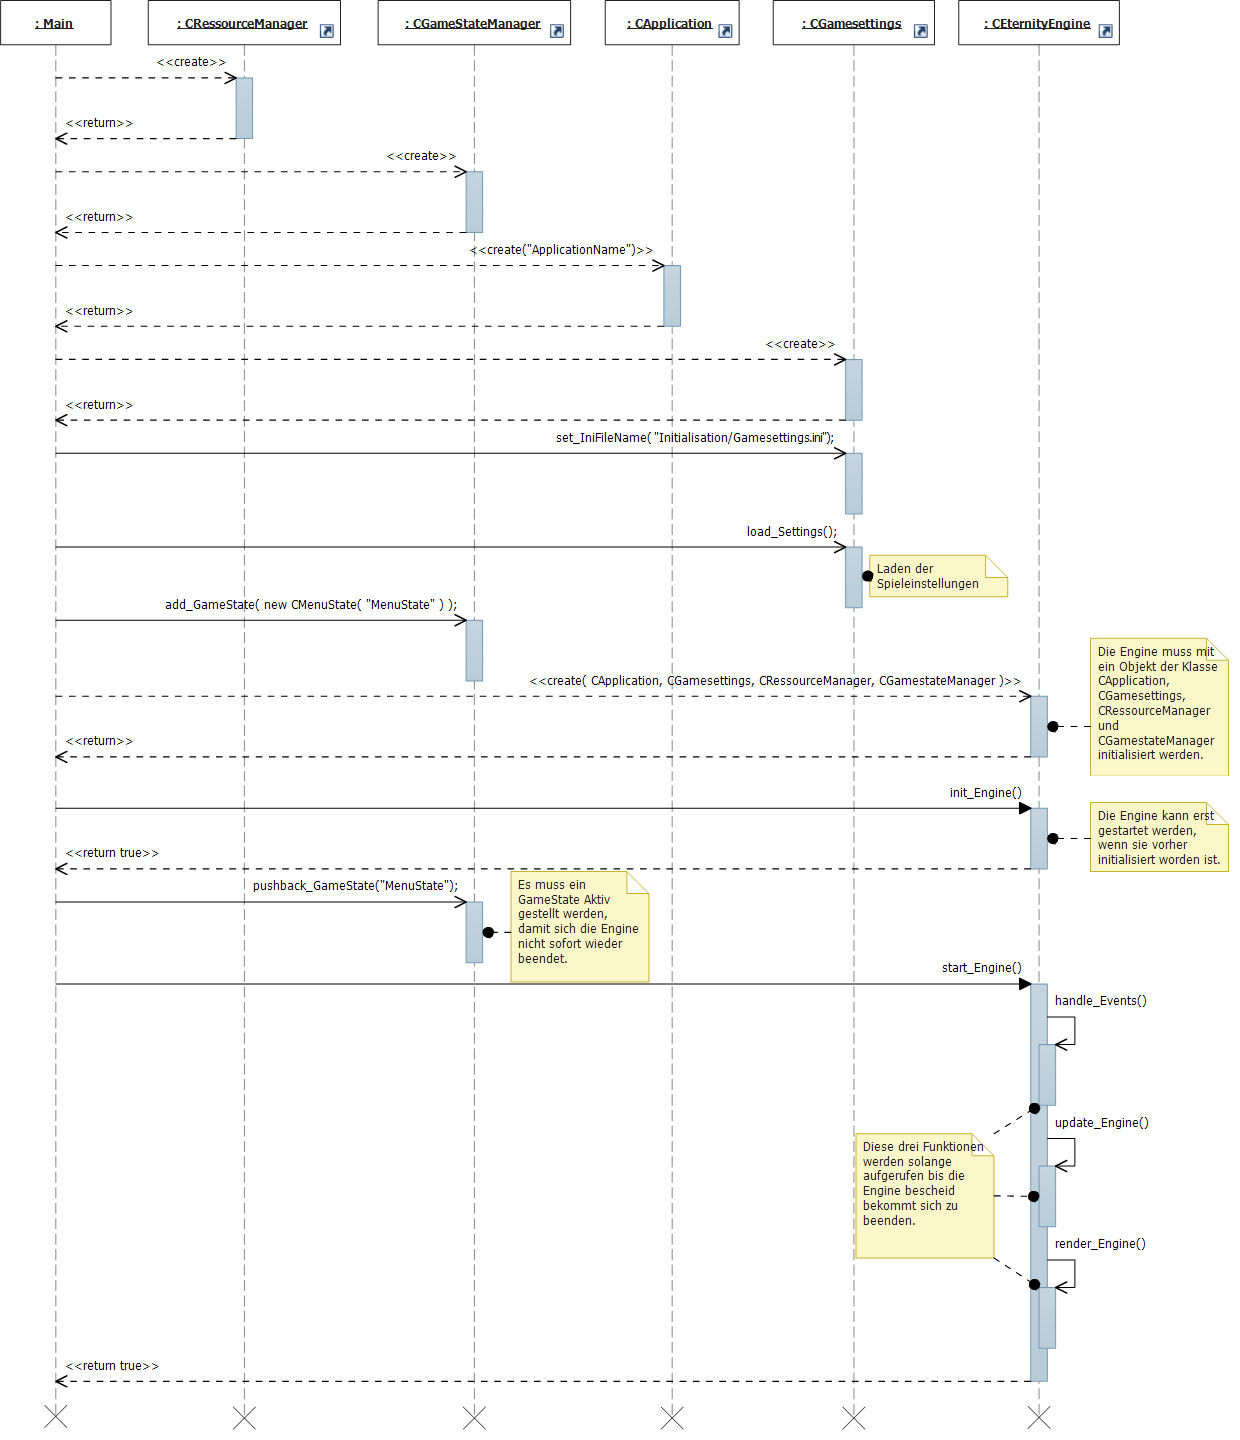 : Main
: CRessourceManager
: CGameStateManager
: CApplication
: CGamesettings
: CEternityEngine
<<create>>
<<return>>
<<create>>
<<return>>
<<create("ApplicationName")>>
<<return>>
<<create>>
<<return>>
set_IniFileName( "Initialisation/Gamesettings.ini");
load_Settings();
Laden der
Spieleinstellungen
add_GameState( new CMenuState( "MenuState" ) );
<<create( CApplication, CGamesettings, CRessourceManager, CGamestateManager )>>
Die Engine muss mit
ein Objekt der Klasse
CApplication,
CGamesettings,
CRessourceManager
und
CGamestateManager
initialisiert werden.
<<return>>
init_Engine()
Die Engine kann erst
gestartet werden,
wenn sie vorher
initialisiert worden ist.
<<return true>>
pushback_GameState("MenuState");
Es muss ein
GameState Aktiv
gestellt werden,
damit sich die Engine
nicht sofort wieder
beendet.
start_Engine()
handle_Events()
update_Engine()
Diese drei Funktionen
werden solange
aufgerufen bis die
Engine bescheid
bekommt sich zu
beenden.
render_Engine()
<<return true>>